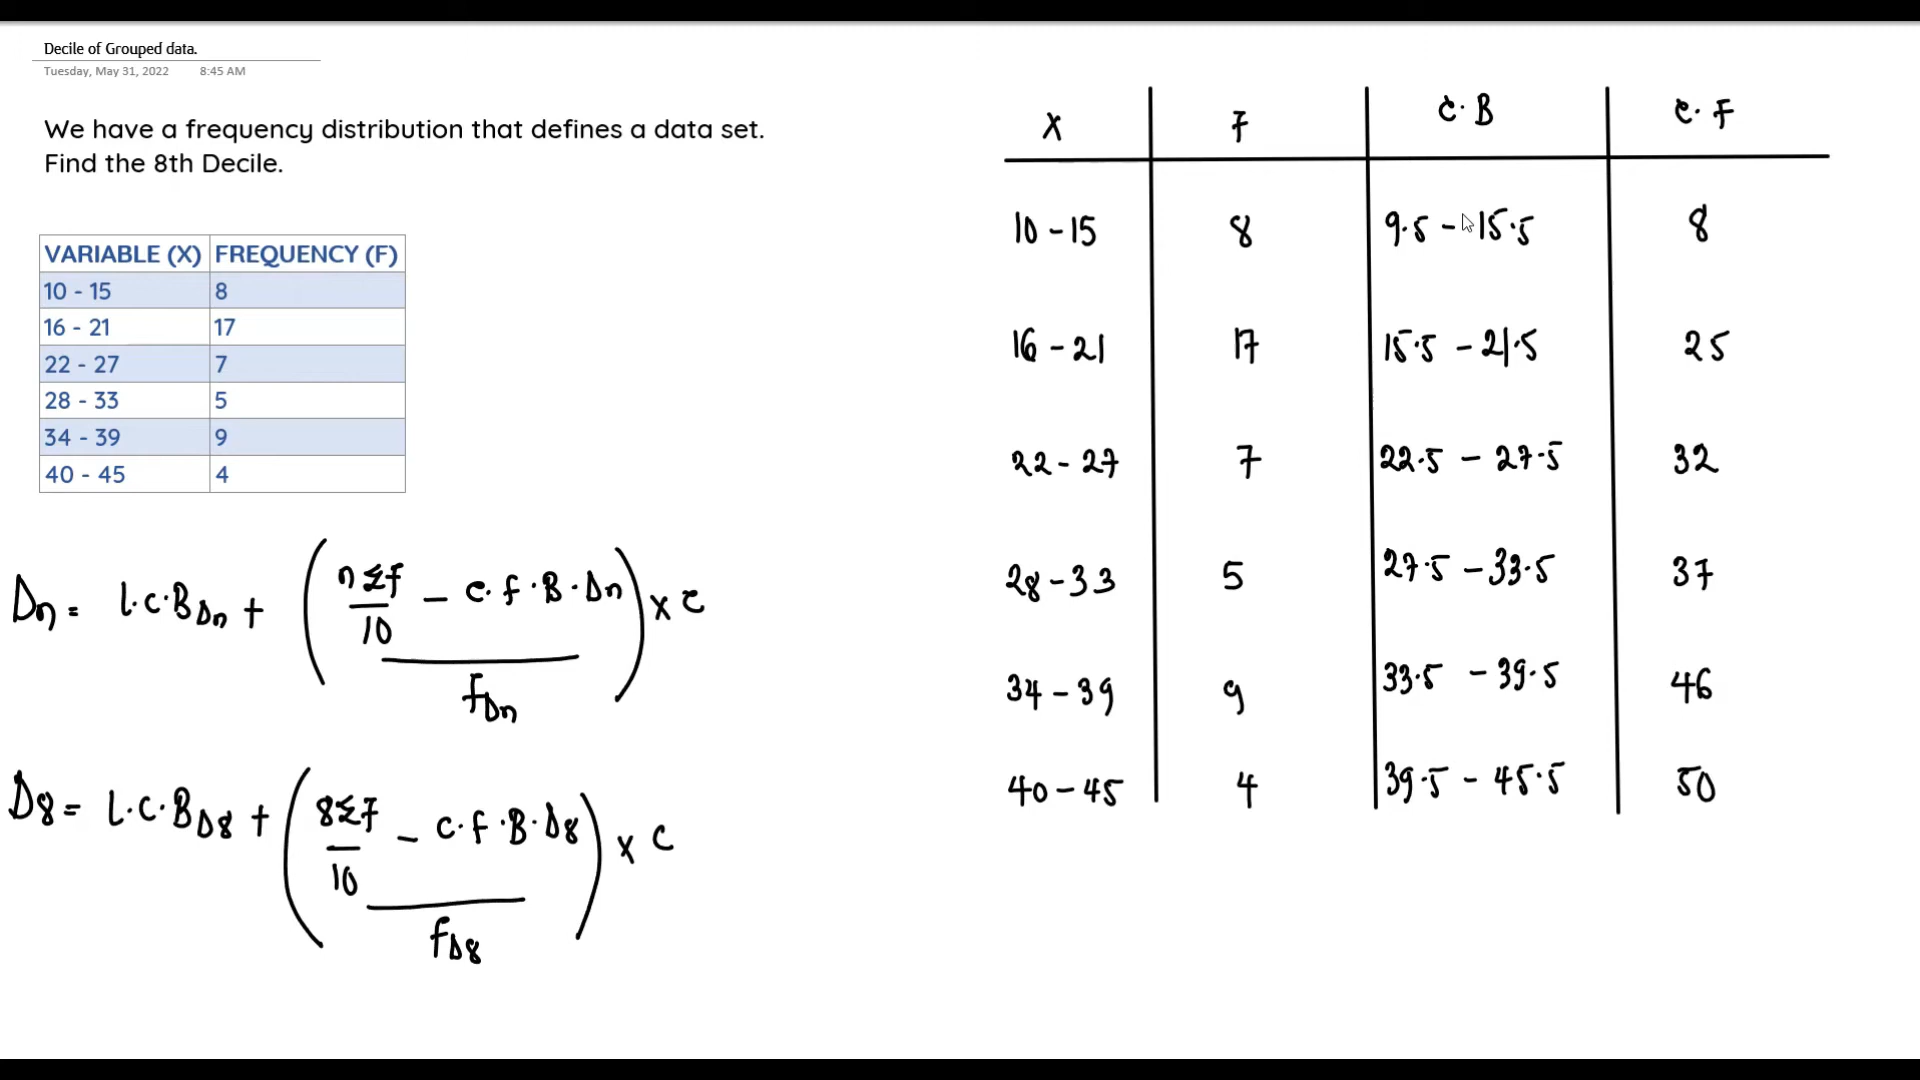 Decile of Grouped data.
Tuesday, May 31, 2022 8:45 AM
We have a frequency distribution that defines a data set.
Find the 8th Decile.
VARIABLE (X) FREQUENCY (F)
10 - 15 8
16 - 21 17
22 - 27 7
28 - 33 5
34 - 39 9
40 - 45 4
Dn = L.C.B Dn + ( nΣf/10 - C.f.B.Dn / fDn ) x c
D8 = L.C.B D8 + ( 8Σf/10 - C.f.B.D8 / fD8 ) x c
X F C.B C.F
10 - 15 8 9.5 - 15.5 8
16 - 21 17 15.5 - 21.5 25
22 - 27 7 22.5 - 27.5 32
28 - 33 5 27.5 - 33.5 37
34 - 39 9 33.5 - 39.5 46
40 - 45 4 39.5 - 45.5 50